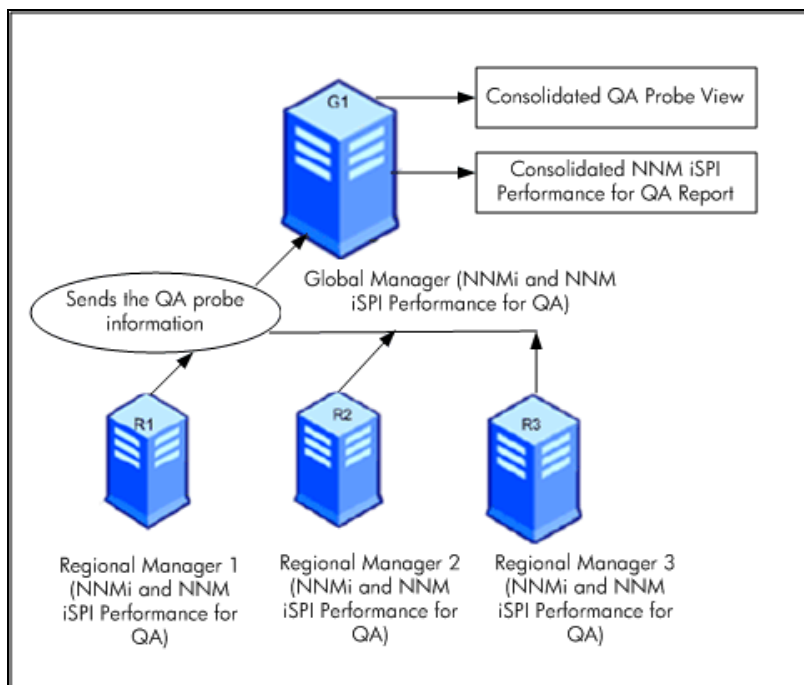 G1
Consolidated QA Probe View
Consolidated NNM iSPI
Performance for QA Report
Global Manager (NNMi and NNM
iSPI Performance for QA)
Sends the QA probe
information
R1
R2
R3
Regional Manager 1
(NNMi and NNM
iSPI Performance for
QA)
Regional Manager 2
(NNMi and NNM
iSPI Performance for
QA)
Regional Manager 3
(NNMi and NNM
iSPI Performance for
QA)